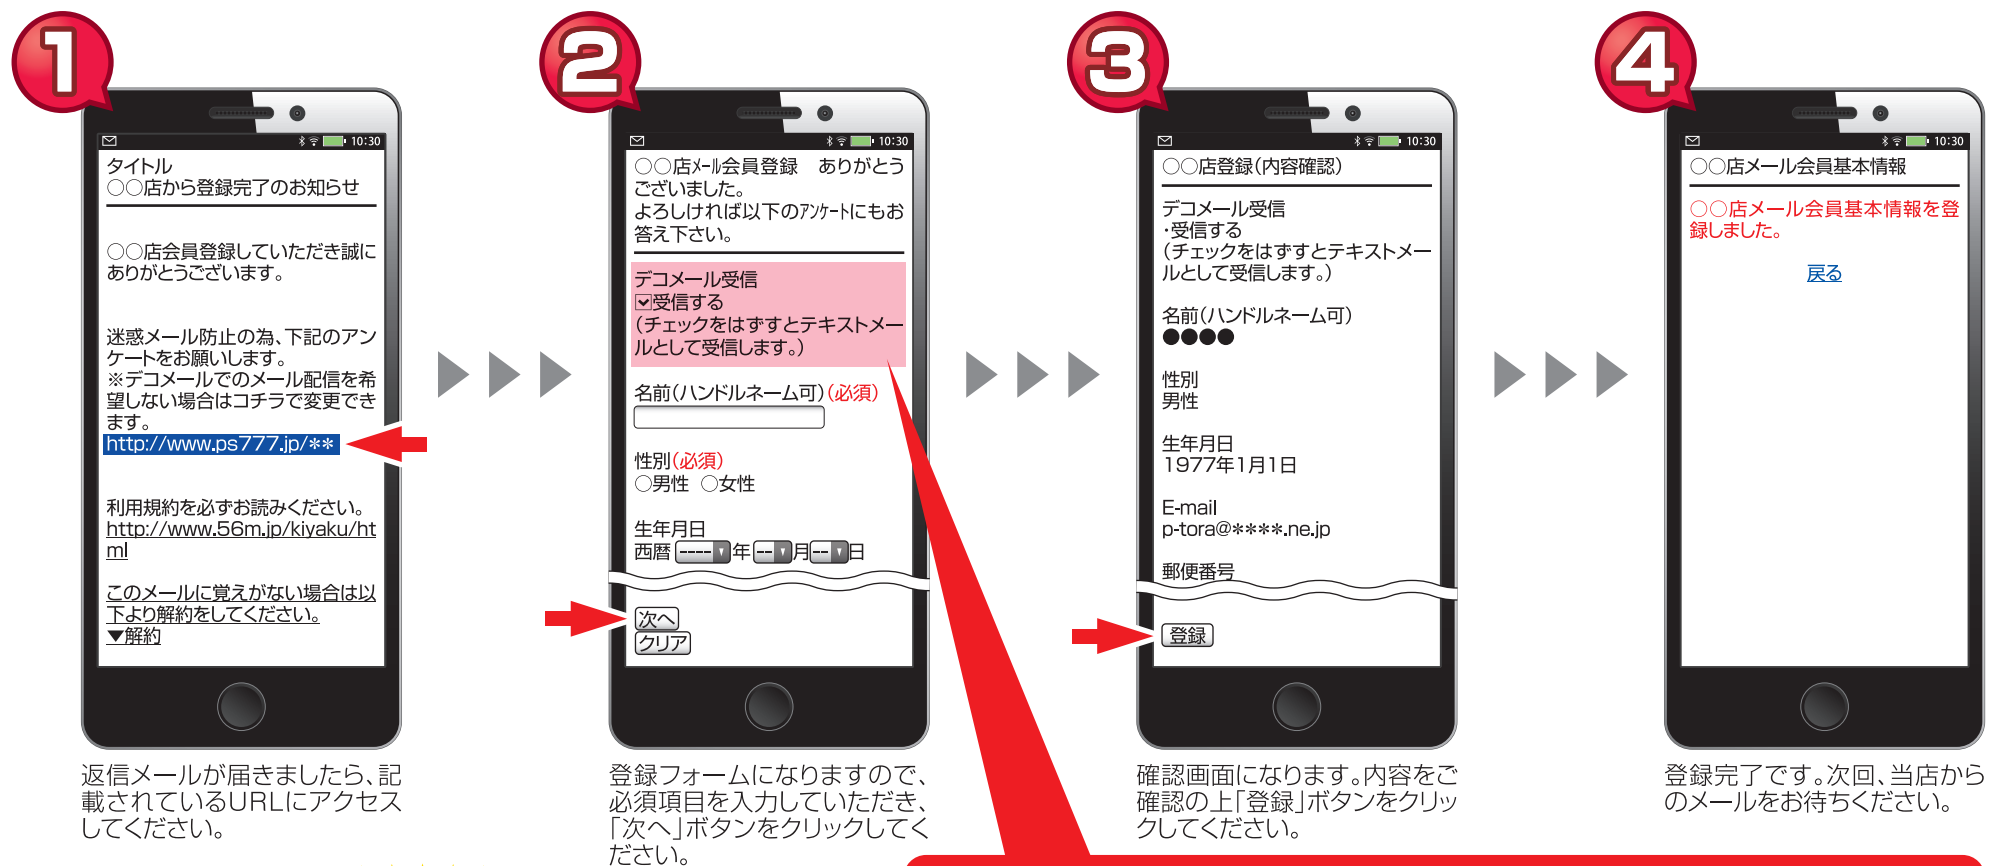 1
10:30
タイトル
○○店から登録完了のお知らせ
○○店会員登録していただき誠に
ありがとうございます。
迷惑メール防止の為、下記のアン
ケートをお願いします。
※デコメールでのメール配信を希
望しない場合はコチラで変更でき
ます。
http://www.ps777.jp/**
利用規約を必ずお読みください。
http://www.56m.jp/kiyaku/ht
ml
このメールに覚えがない場合は以
下より解約をしてください。
▼解約
返信メールが届きましたら、記
載されているURLにアクセス
してください。
2
10:30
○○店メール会員登録　ありがとう
ございました。
よろしければ以下のアンケートにもお
答え下さい。
デコメール受信
受信する
(チェックをはずすとテキストメー
ルとして受信します。)
名前(ハンドルネーム可)(必須)
性別(必須)
○男性 ○女性
生年月日
西暦 ---- 年 -- 月 -- 日
次へ
クリア
登録フォームになりますので、
必須項目を入力していただき、
「次へ」ボタンをクリックしてく
ださい。
3
10:30
○○店登録(内容確認)
デコメール受信
・受信する
(チェックをはずすとテキストメー
ルとして受信します。)
名前(ハンドルネーム可)
●●●●
性別
男性
生年月日
1977年1月1日
E-mail
p-tora@****.ne.jp
郵便番号
登録
確認画面になります。内容をご
確認の上「登録」ボタンをクリッ
クしてください。
4
10:30
○○店メール会員基本情報
○○店メール会員基本情報を登
録しました。
戻る
登録完了です。次回、当店から
のメールをお待ちください。